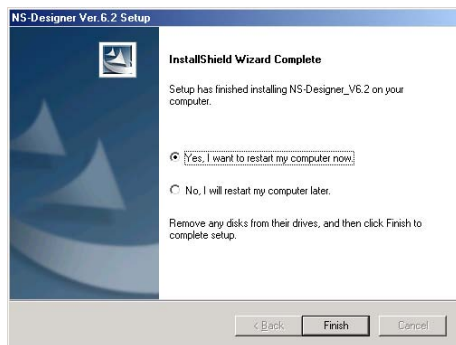 NS-Designer Ver.6.2 Setup
InstallShield Wizard Complete
Setup has finished installing NS-Designer_V6.2 on your
computer.
Yes, I want to restart my computer now.
No, I will restart my computer later.
Remove any disks from their drives, and then click Finish to
complete setup.
< Back Finish Cancel